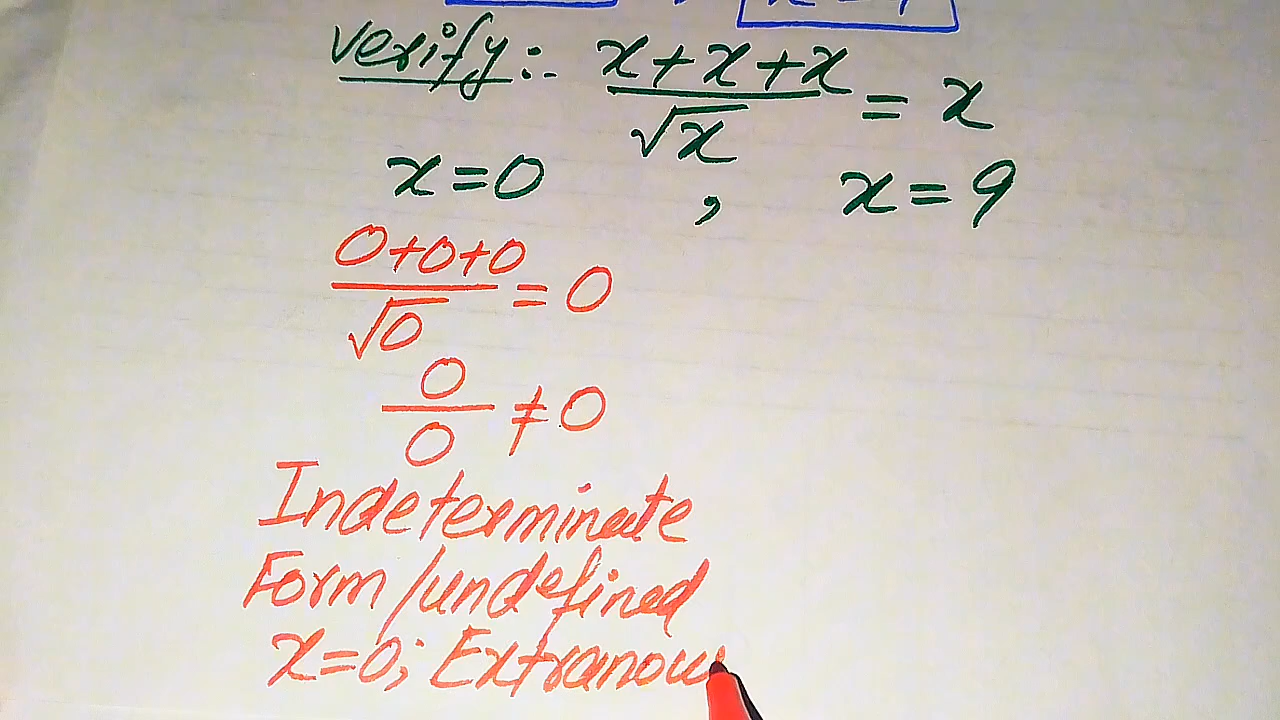 verify:- x+x+x/√x = x
x=0 , x=9
0+0+0/√0 = 0
0/0 ≠ 0
Indeterminate
Form/undefined
x=0; Extranous